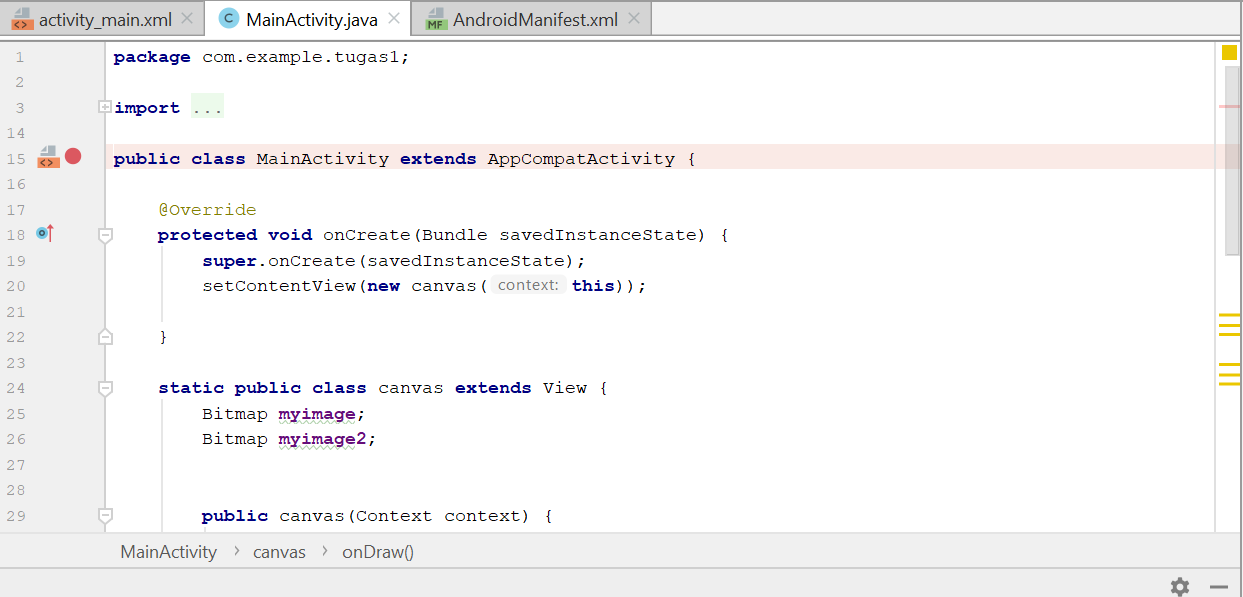 activity_main.xml MainActivity.java AndroidManifest.xml
1 package com.example.tugas1;
2
3 import ...
14
15 public class MainActivity extends AppCompatActivity {
16
17 @Override
18 protected void onCreate(Bundle savedInstanceState) {
19 super.onCreate(savedInstanceState);
20 setContentView(new canvas( context: this));
21
22 }
23
24 static public class canvas extends View {
25 Bitmap myimage;
26 Bitmap myimage2;
27
28
29 public canvas(Context context) {
MainActivity › canvas › onDraw()